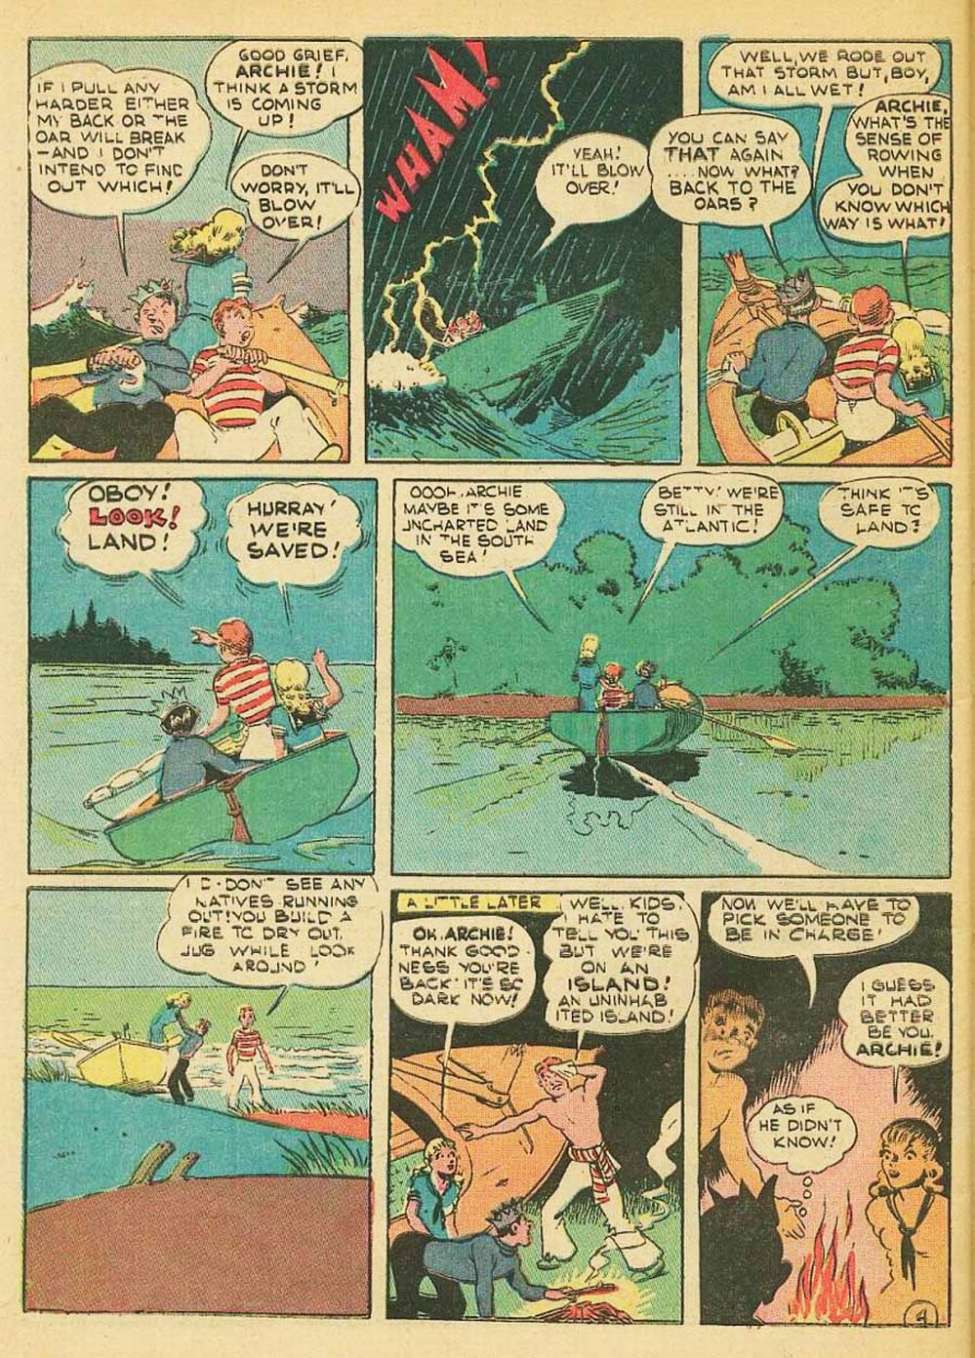 IF I PULL ANY
HARDER EITHER
MY BACK OR THE
OAR WILL BREAK
—AND I DON'T
INTEND TO FIND
OUT WHICH!
GOOD GRIEF,
ARCHIE! I
THINK A STORM
IS COMING
UP!
DON'T
WORRY, IT'LL
BLOW
OVER!
WHAM!
YEAH!
IT'LL BLOW
OVER!
WELL, WE RODE OUT
THAT STORM BUT, BOY,
AM I ALL WET!
YOU CAN SAY
THAT AGAIN
....NOW WHAT?
BACK TO THE
OARS?
ARCHIE,
WHAT'S THE
SENSE OF
ROWING
WHEN
YOU DON'T
KNOW WHICH
WAY IS WHAT!
OBOY!
LOOK!
LAND!
HURRAY!
WE'RE
SAVED!
OOOH, ARCHIE
MAYBE IT'S SOME
UNCHARTED LAND
IN THE SOUTH
SEA!
BETTY! WE'RE
STILL IN THE
ATLANTIC!
THINK IT'S
SAFE TO
LAND?
I D-DON'T SEE ANY
NATIVES RUNNING
OUT! YOU BUILD A
FIRE TO DRY OUT,
JUG WHILE I LOOK
AROUND!
A LITTLE LATER
OH, ARCHIE!
THANK GOOD-
NESS YOU'RE
BACK! IT'S SO
DARK NOW!
WELL, KIDS,
I HATE TO
TELL YOU THIS
BUT WE'RE
ON AN
ISLAND!
AN UNINHAB
ITED ISLAND!
NOW WE'LL HAVE TO
PICK SOMEONE TO
BE IN CHARGE!
I GUESS
IT HAD
BETTER
BE YOU,
ARCHIE!
AS IF
HE DIDN'T
KNOW!
4